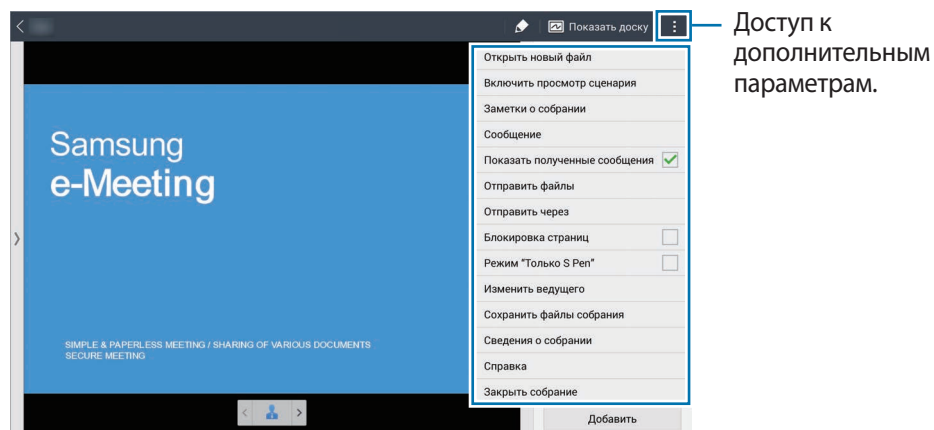 Показать доску
Доступ к
дополнительным
параметрам.
Открыть новый файл
Включить просмотр сценария
Заметки о собрании
Сообщение
Показать полученные сообщения
Отправить файлы
Отправить через
Блокировка страниц
Режим "Только S Pen"
Изменить ведущего
Сохранить файлы собрания
Сведения о собрании
Справка
Закрыть собрание
Добавить
Samsung
e-Meeting
SIMPLE & PAPERLESS MEETING / SHARING OF VARIOUS DOCUMENTS
SECURE MEETING